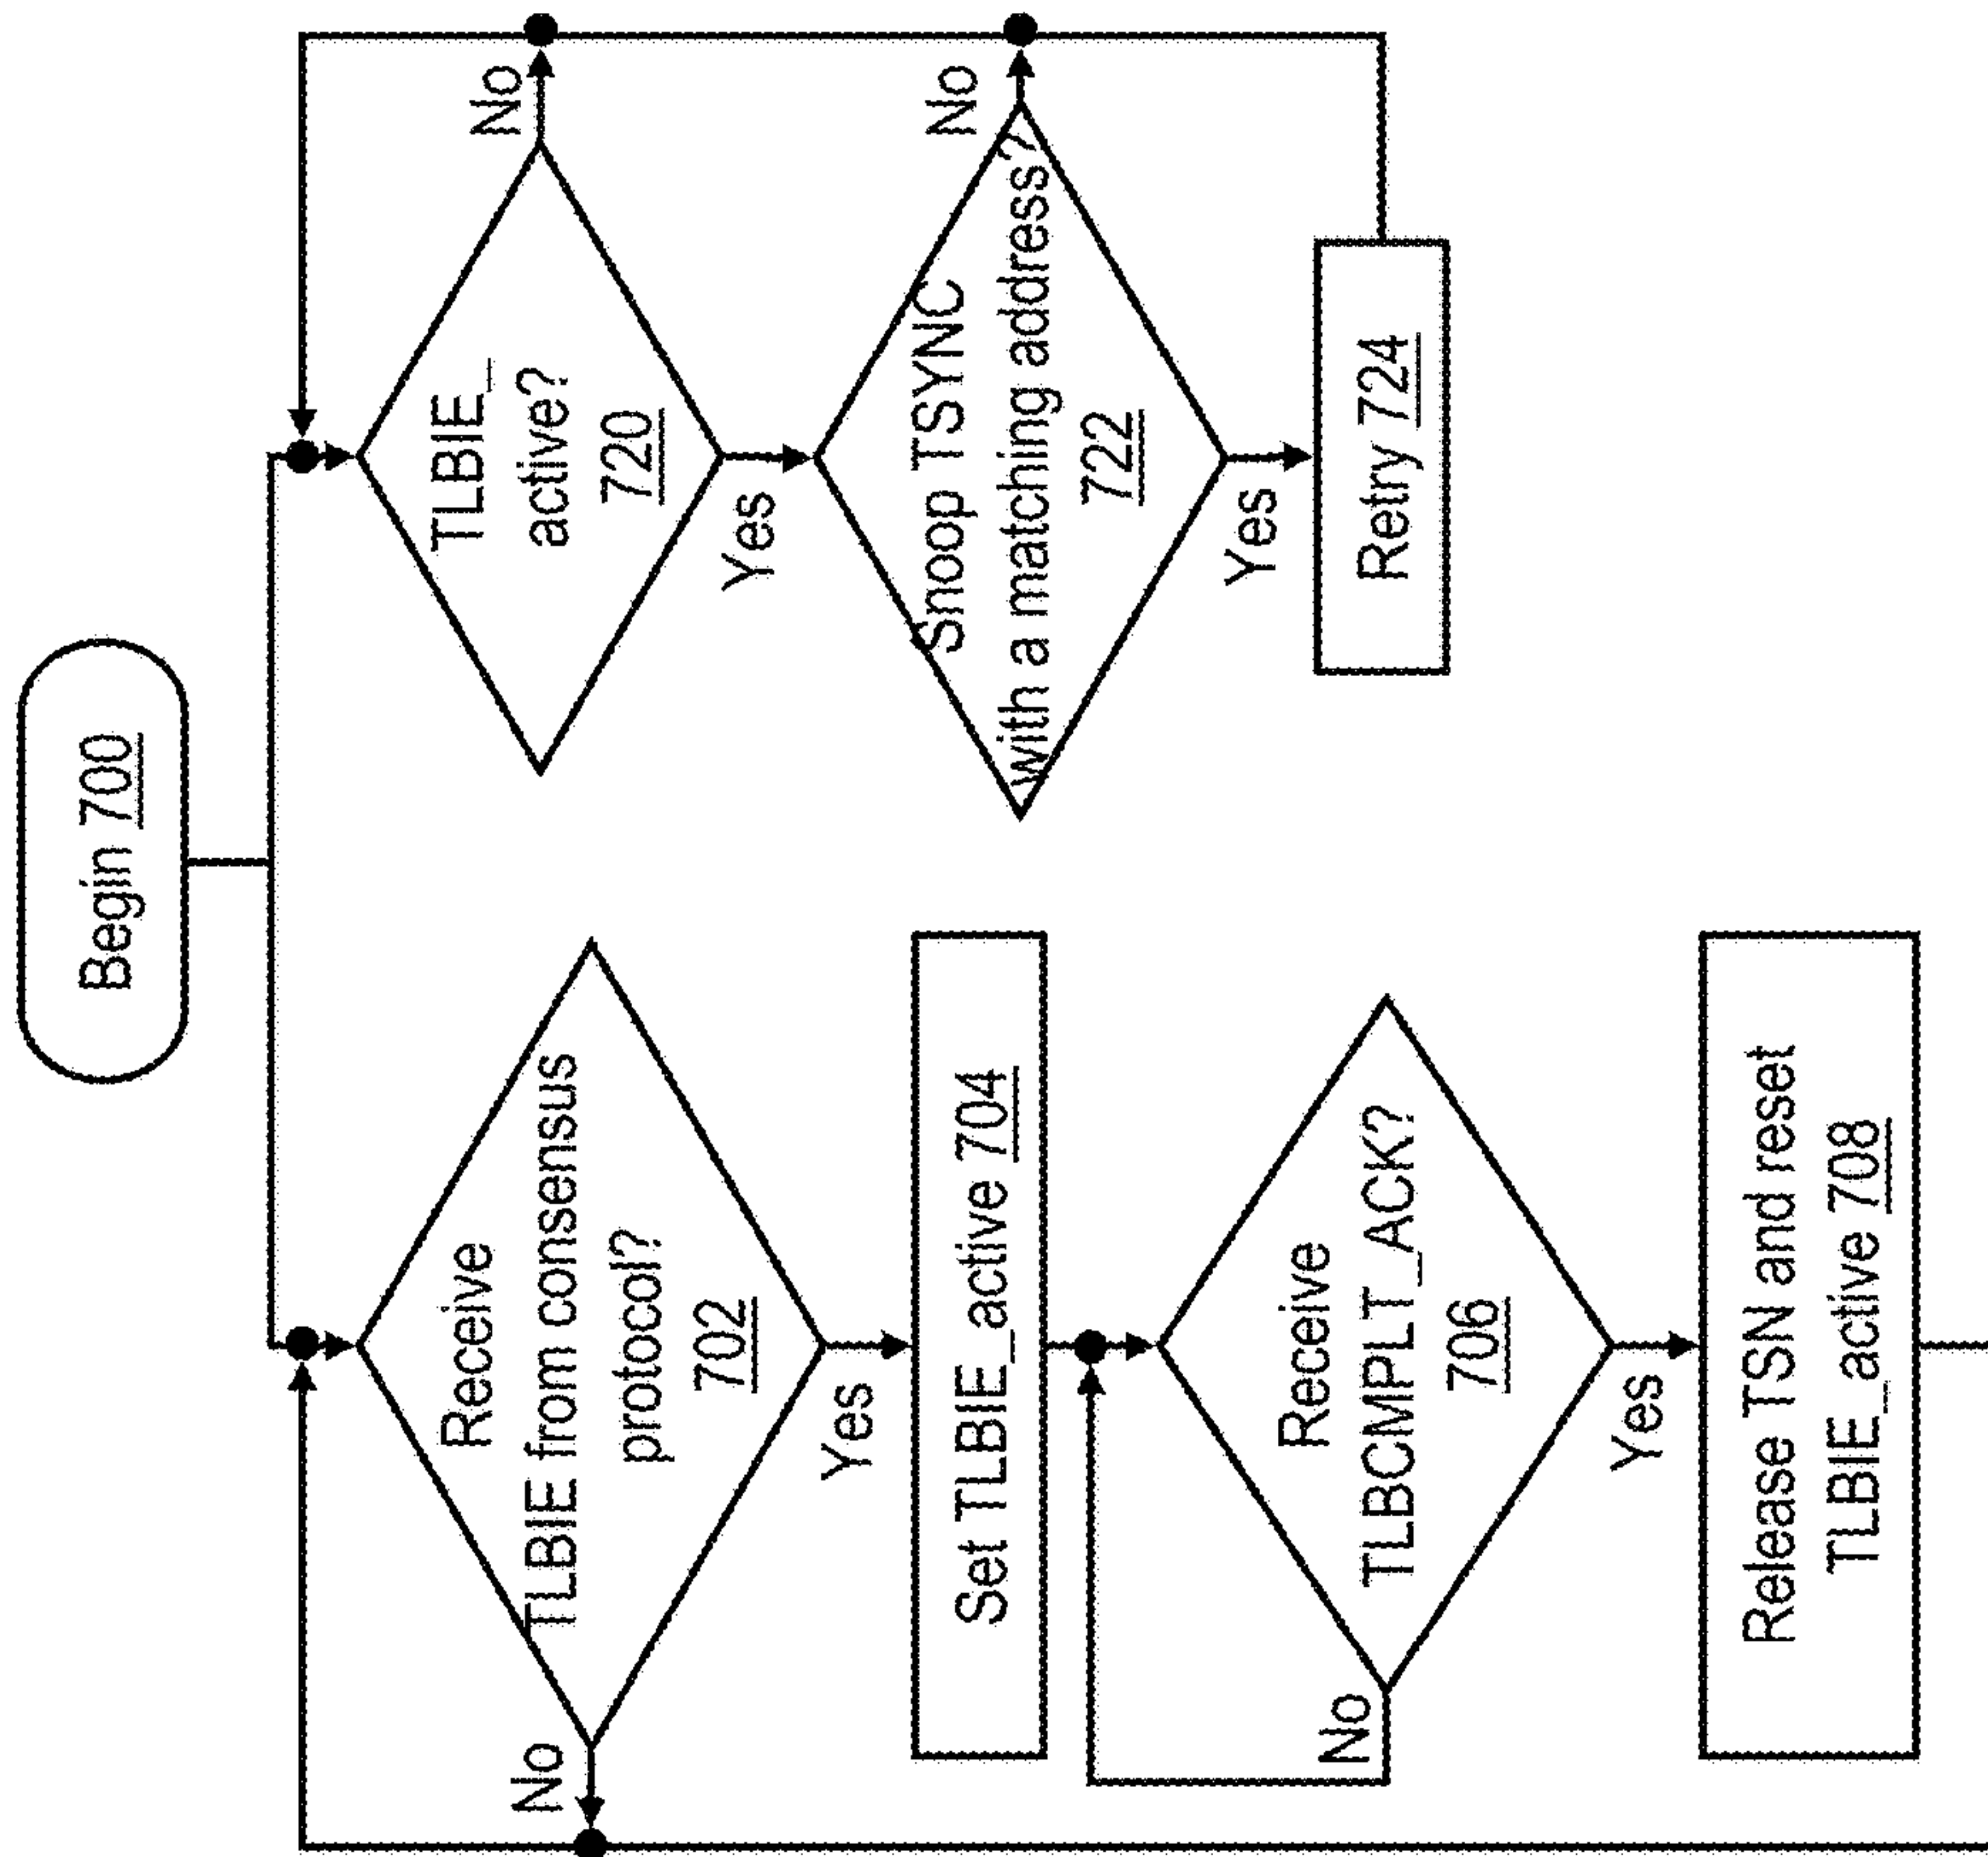 Begin 700
Receive
TLBIE from consensus
protocol?
702
No
Yes
Set TLBIE_active 704
Receive
TLBCMPLT_ACK?
706
No
Yes
Release TSN and reset
TLBIE_active 708
TLBIE_
active?
720
No
Yes
Snoop TSYNC
with a matching address?
722
No
Yes
Retry 724